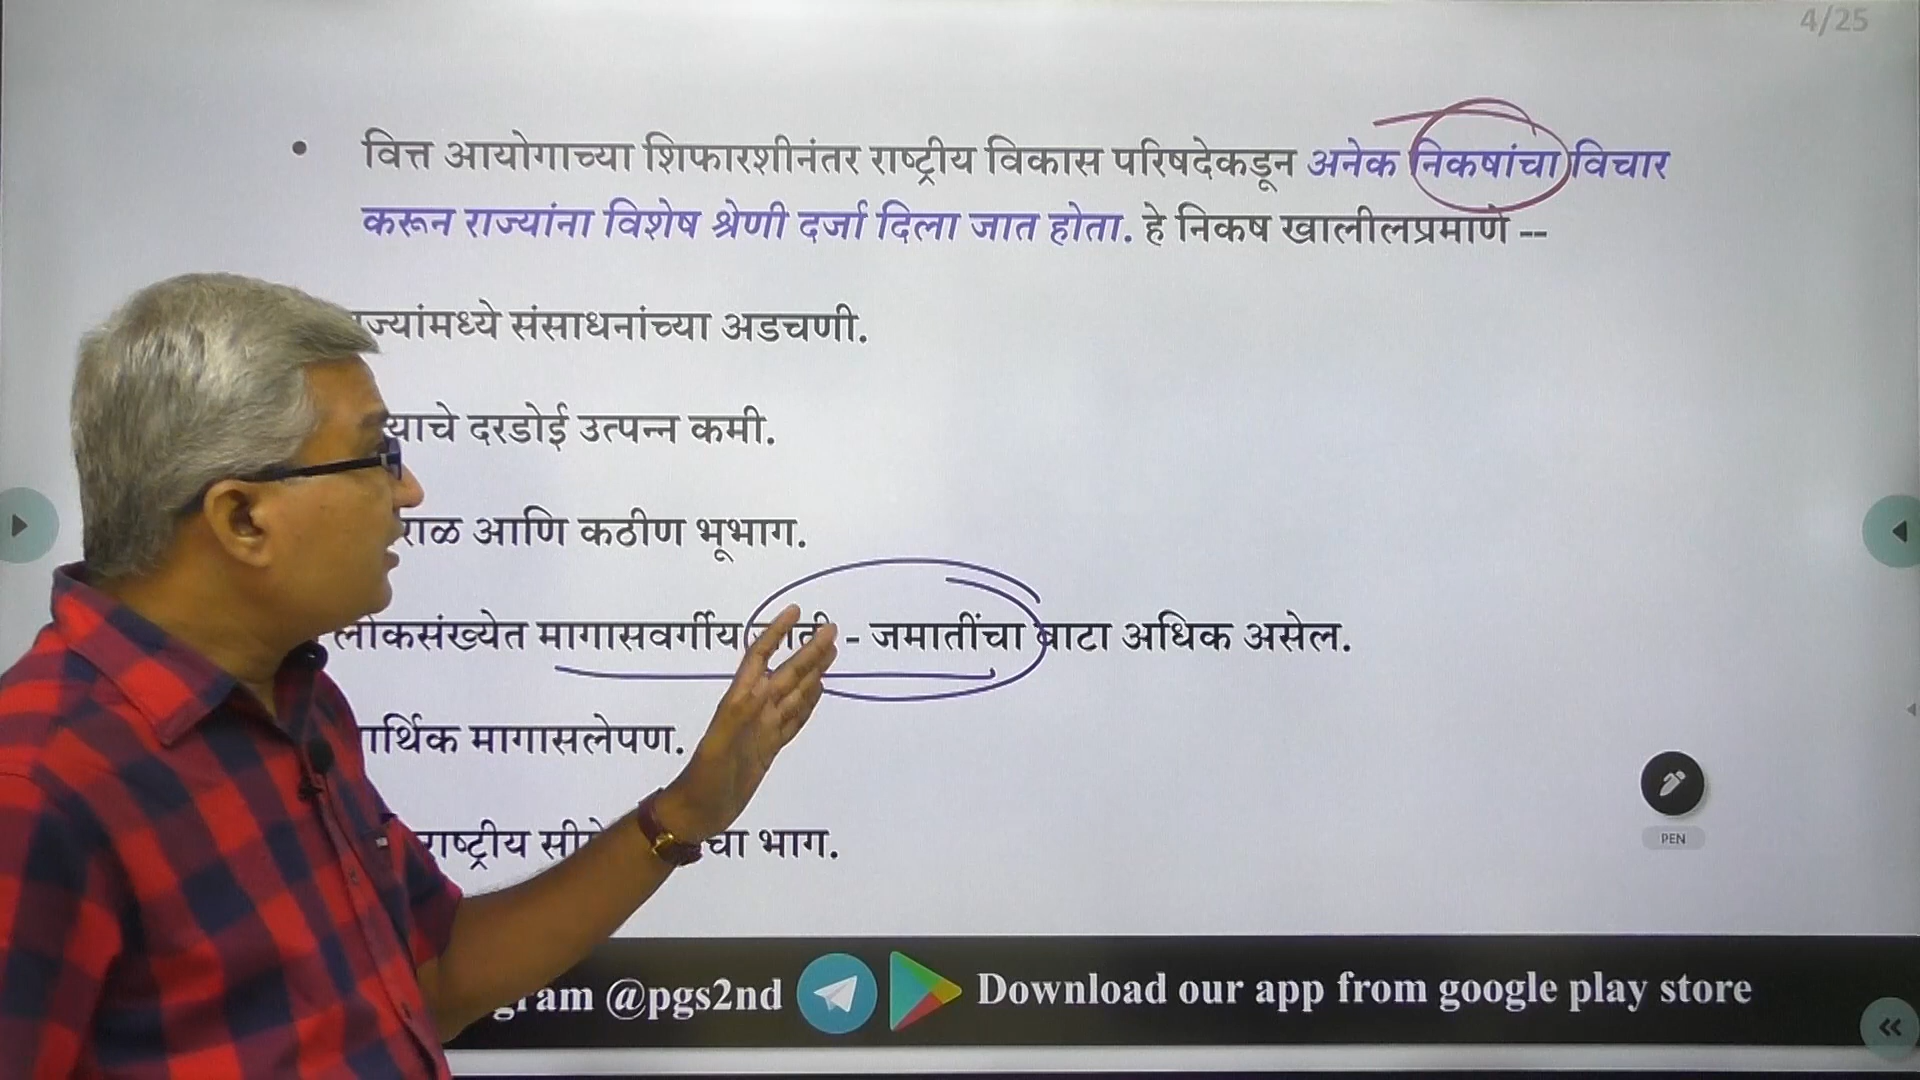 4/25
• वित्त आयोगाच्या शिफारशीनंतर राष्ट्रीय विकास परिषदेकडून अनेक निकषांचा विचार
करून राज्यांना विशेष श्रेणी दर्जा दिला जात होता. हे निकष खालीलप्रमाणे --
संसाधनांच्या अडचणी.
दरडोई उत्पन्न कमी.
आणि कठीण भूभाग.
लोकसंख्येत मागासवर्गीय - जमातींचा वाटा अधिक असेल.
मागासलेपण.
भाग.
PEN
@pgs2nd Download our app from google play store